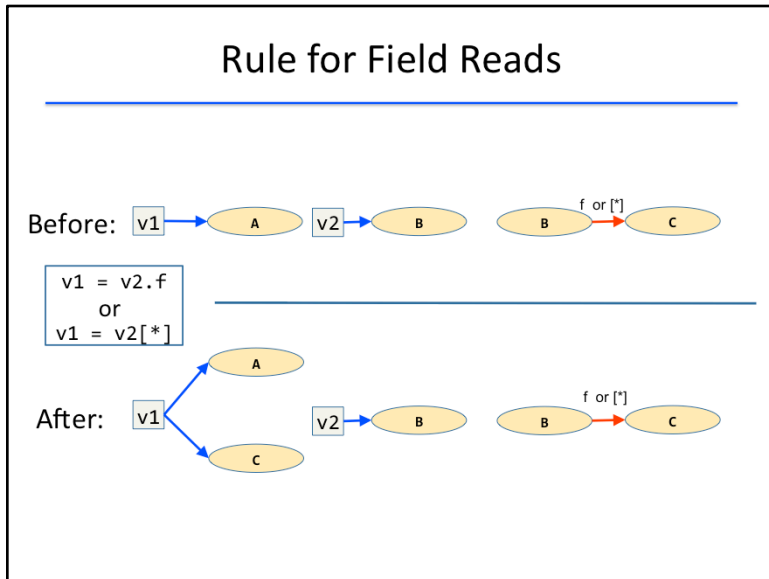 Rule for Field Reads
f or [*]
Before: v1 A v2 B B C
v1 = v2.f
or
v1 = v2[*]
A
f or [*]
After: v1 v2 B B C
C